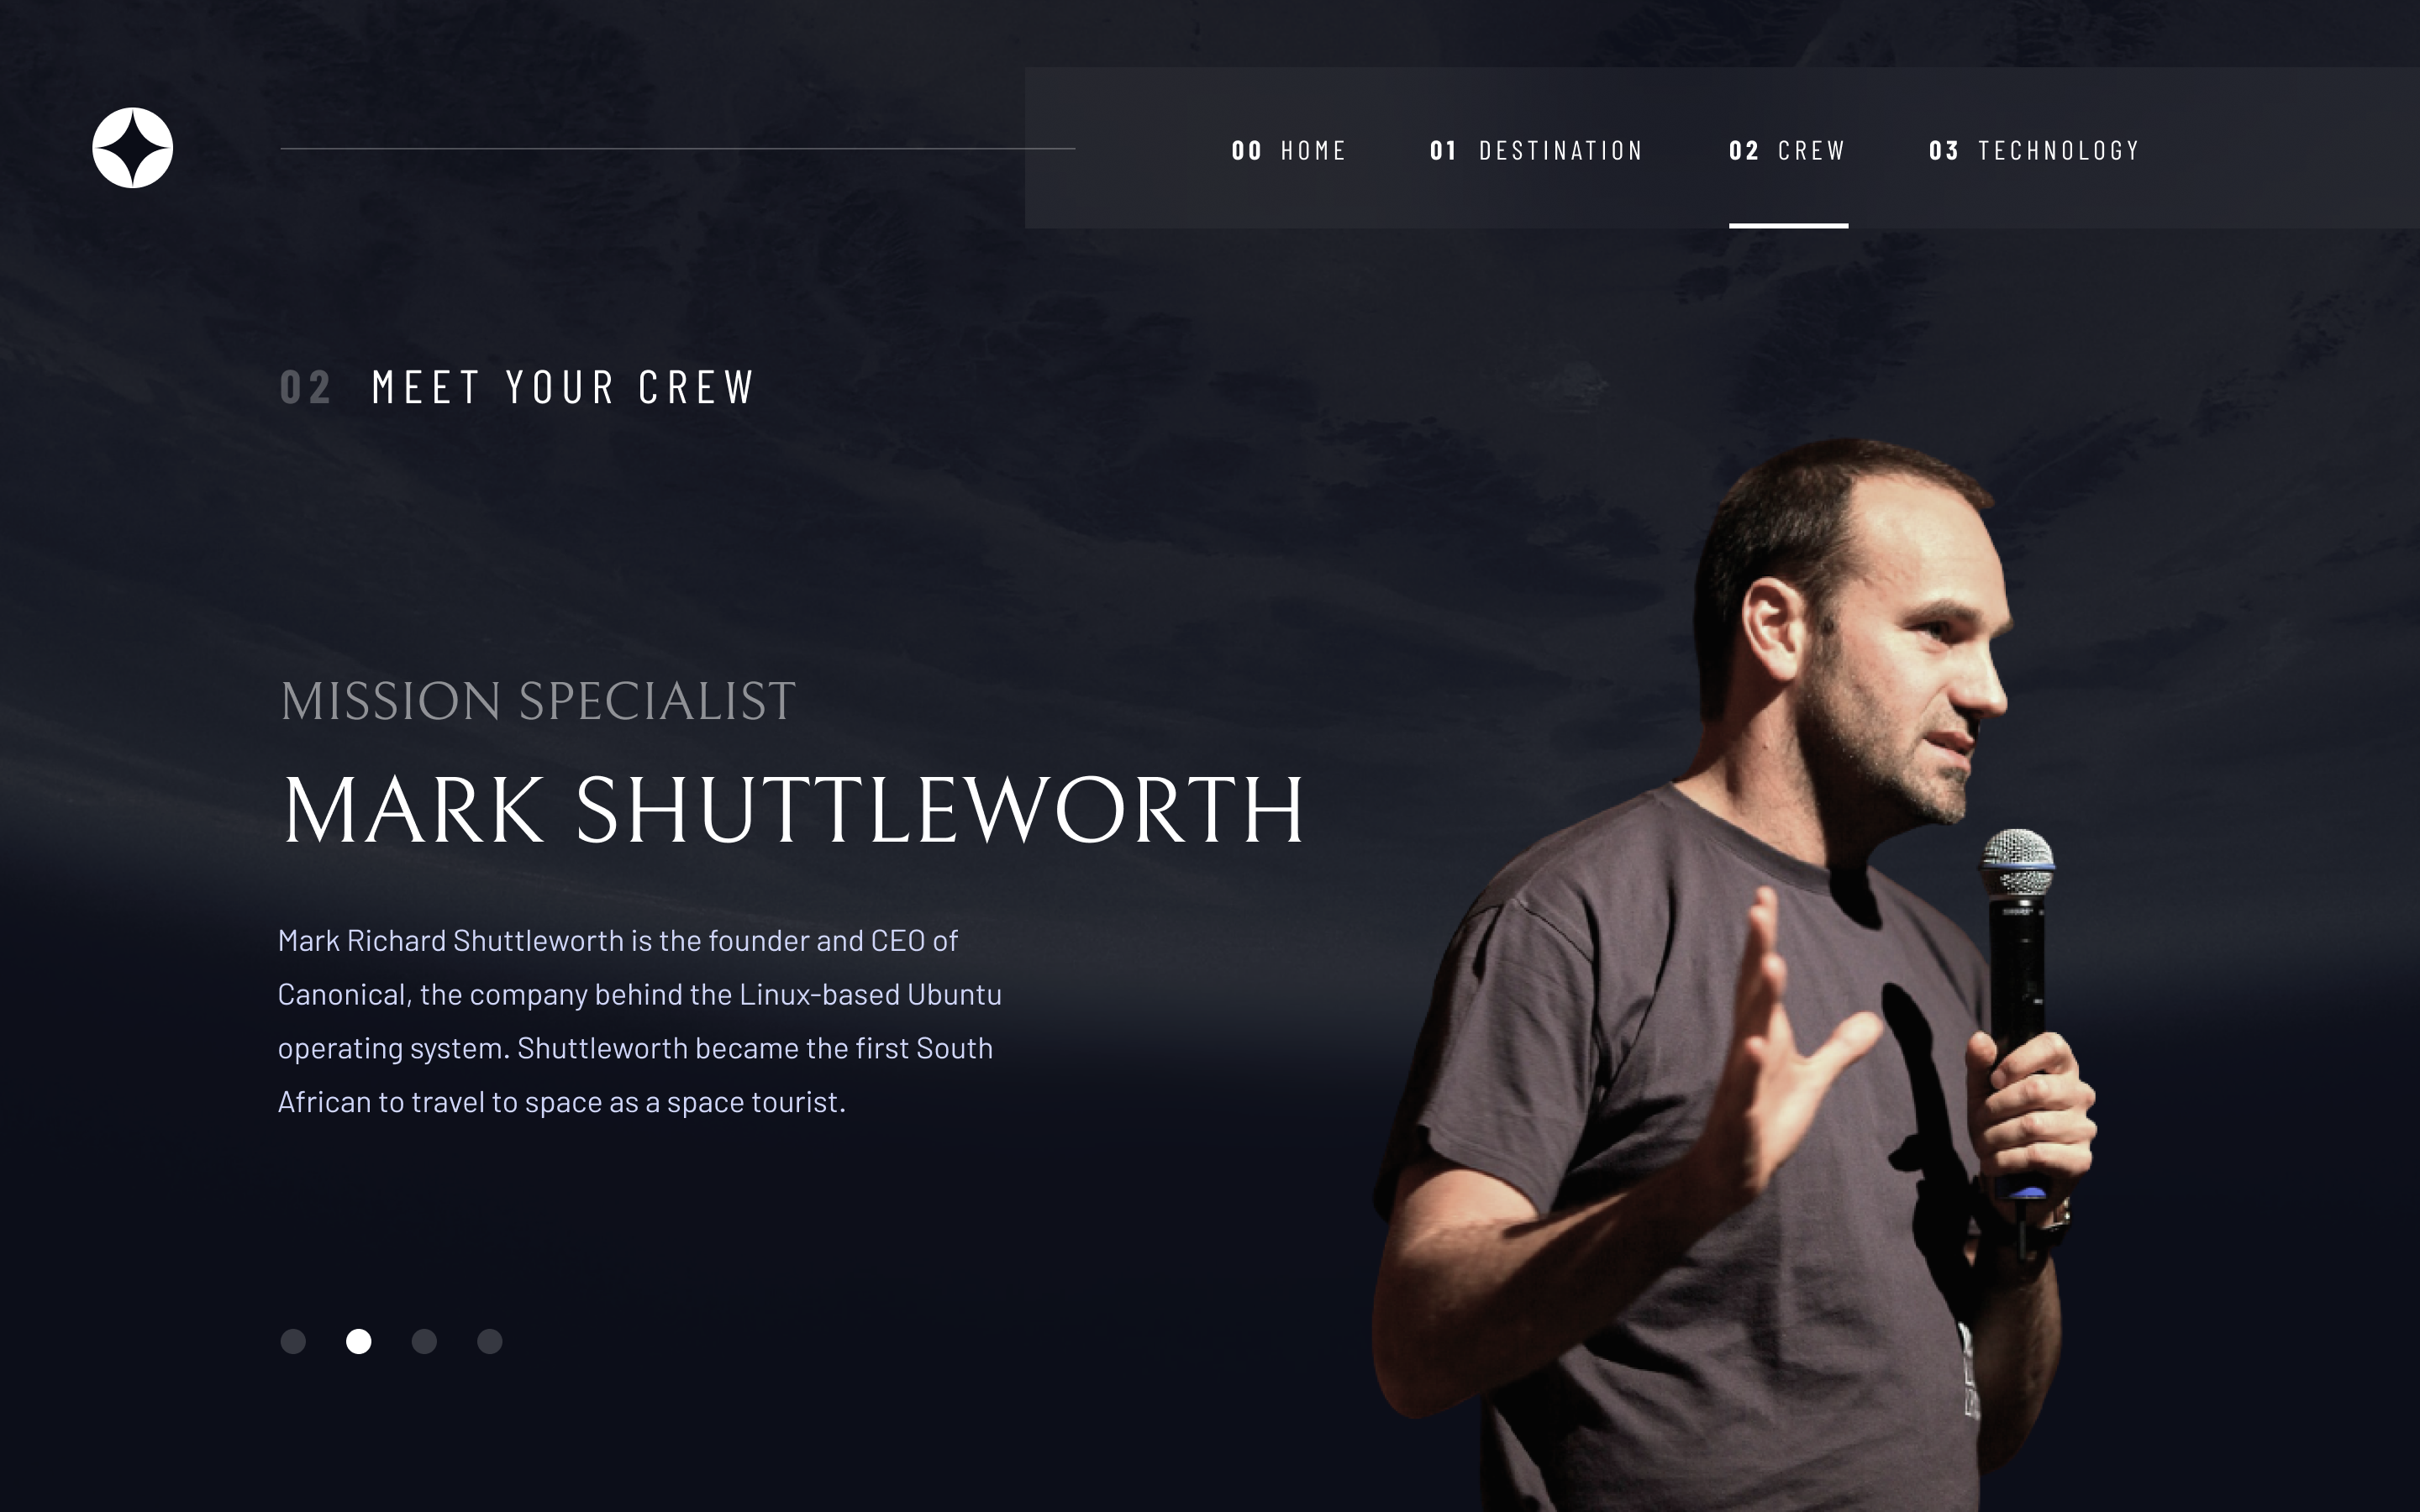 00 HOME 01 DESTINATION 02 CREW 03 TECHNOLOGY
02 MEET YOUR CREW
MISSION SPECIALIST
MARK SHUTTLEWORTH
Mark Richard Shuttleworth is the founder and CEO of
Canonical, the company behind the Linux-based Ubuntu
operating system. Shuttleworth became the first South
African to travel to space as a space tourist.